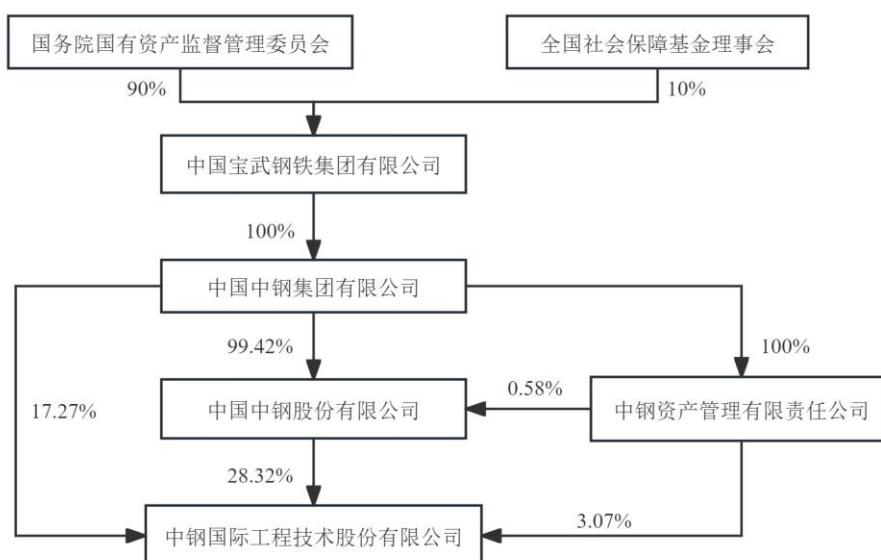 国务院国有资产监督管理委员会
全国社会保障基金理事会
90%
10%
中国宝武钢铁集团有限公司
100%
中国中钢集团有限公司
99.42%
100%
0.58%
17.27%
中国中钢股份有限公司
中钢资产管理有限责任公司
28.32%
3.07%
中钢国际工程技术股份有限公司